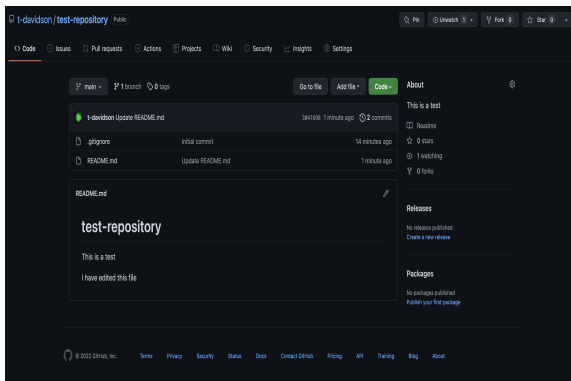 t-davidson / test-repository Public
Pin Unwatch 1 Fork 0 Star 0
Code Issues Pull requests Actions Projects Wiki Security Insights Settings
main 1 branch 0 tags Go to file Add file Code
t-davidson Update README.md 3847d98 1 minute ago 2 commits
.gitignore Initial commit 14 minutes ago
README.md Update README.md 1 minute ago
README.md
test-repository
This is a test
I have edited this file
About
This is a test
Readme
0 stars
1 watching
0 forks
Releases
No releases published
Create a new release
Packages
No packages published
Publish your first package
© 2022 GitHub, Inc. Terms Privacy Security Status Docs Contact GitHub Pricing API Training Blog About